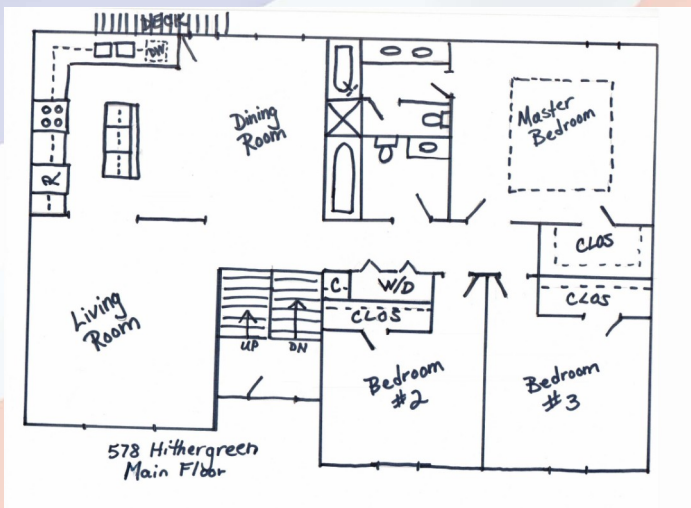 DECK
DW
Dining
Room
Master
Bedroom
CLOS
CLOS
C
W/D
CLOS
Living
Room
UP
DN
Bedroom
#2
Bedroom
#3
578 Hithergreen
Main Floor